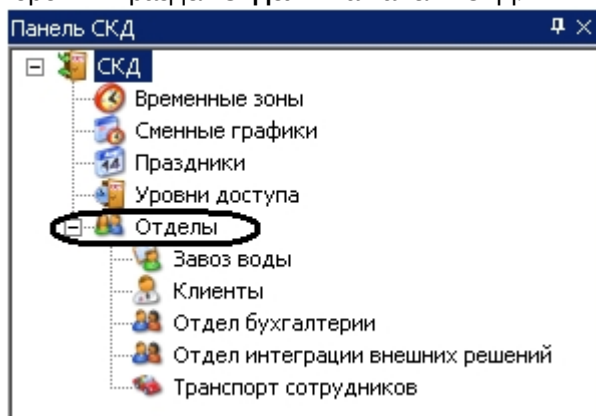 Панель СКД
СКД
Временные зоны
Сменные графики
Праздники
Уровни доступа
Отделы
Завоз воды
Клиенты
Отдел бухгалтерии
Отдел интеграции внешних решений
Транспорт сотрудников